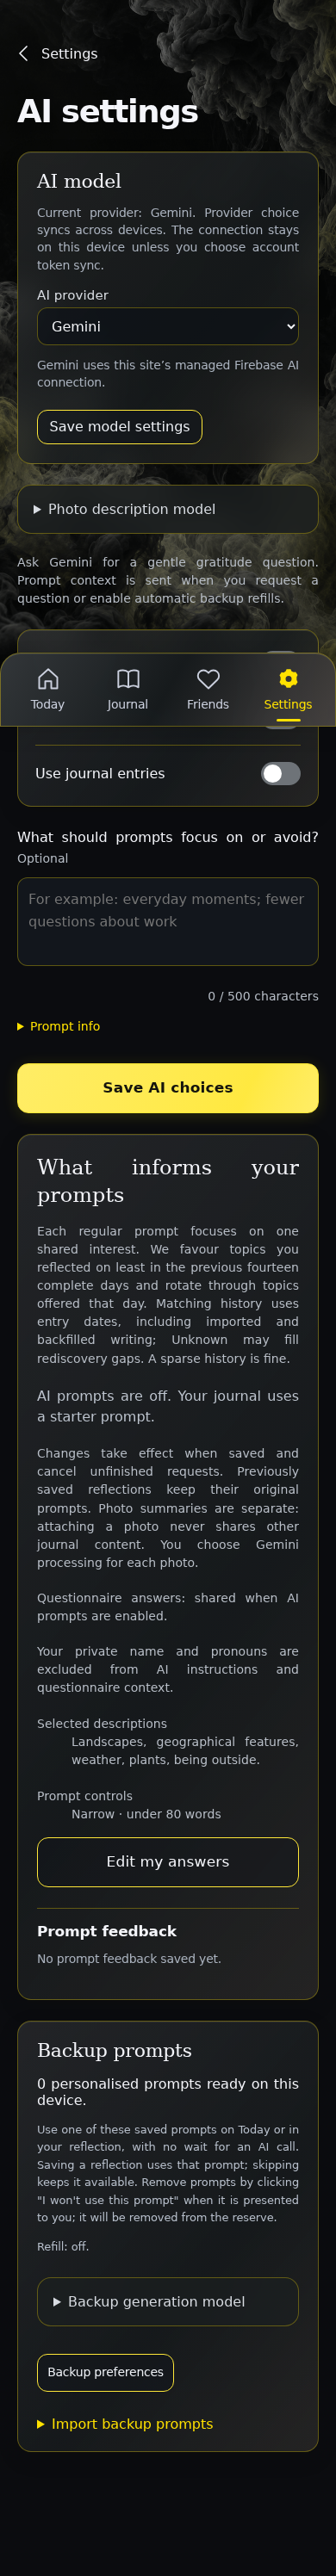 Settings
AI settings
AI model
Current provider: Gemini. Provider choice
syncs across devices. The connection stays
on this device unless you choose account
token sync.
AI provider
Gemini
Gemini uses this site's managed Firebase AI
connection.
Save model settings
Photo description model
Ask Gemini for a gentle gratitude question.
Prompt context is sent when you request a
question or enable automatic backup refills.
Today
Journal
Friends
Settings
Use journal entries
What should prompts focus on or avoid?
Optional
For example: everyday moments; fewer
questions about work
0 / 500 characters
Prompt info
Save AI choices
What informs your
prompts
Each regular prompt focuses on one
shared interest. We favour topics you
reflected on least in the previous fourteen
complete days and rotate through topics
offered that day. Matching history uses
entry dates, including imported and
backfilled writing; Unknown may fill
rediscovery gaps. A sparse history is fine.
AI prompts are off. Your journal uses
a starter prompt.
Changes take effect when saved and
cancel unfinished requests. Previously
saved reflections keep their original
prompts. Photo summaries are separate:
attaching a photo never shares other
journal content. You choose Gemini
processing for each photo.
Questionnaire answers: shared when AI
prompts are enabled.
Your private name and pronouns are
excluded from AI instructions and
questionnaire context.
Selected descriptions
Landscapes, geographical features,
weather, plants, being outside.
Prompt controls
Narrow · under 80 words
Edit my answers
Prompt feedback
No prompt feedback saved yet.
Backup prompts
0 personalised prompts ready on this
device.
Use one of these saved prompts on Today or in
your reflection, with no wait for an AI call.
Saving a reflection uses that prompt; skipping
keeps it available. Remove prompts by clicking
"I won't use this prompt" when it is presented
to you; it will be removed from the reserve.
Refill: off.
Backup generation model
Backup preferences
Import backup prompts